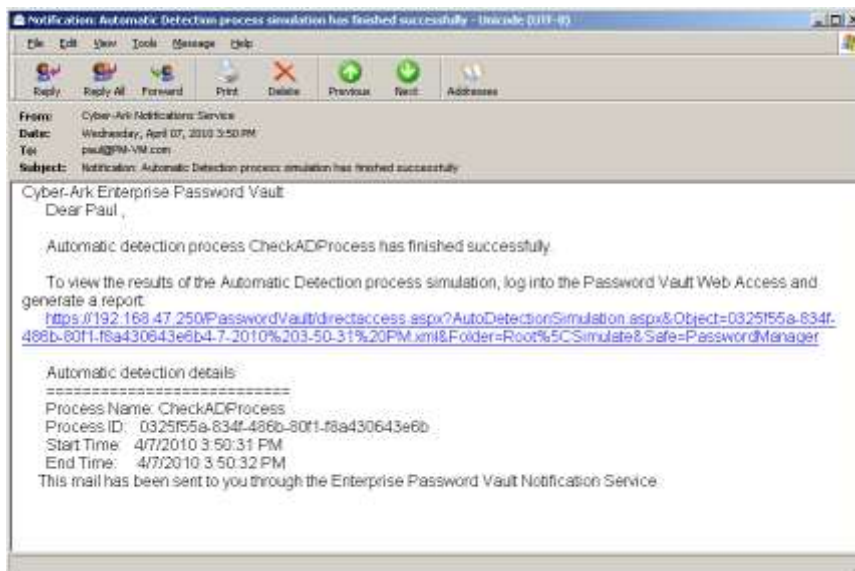 Notification: Automatic Detection process simulation has finished successfully - Unicode (UTF-8)
File Edit View Tools Message Help
Reply Reply All Forward Print Delete Previous Next Addresses
From: Cyber-Ark Notifications Service
Date: Wednesday, April 07, 2010 3:50 PM
To: paul@PM-VM.com
Subject: Notification: Automatic Detection process simulation has finished successfully
Cyber-Ark Enterprise Password Vault
Dear Paul ,
Automatic detection process CheckADProcess has finished successfully.
To view the results of the Automatic Detection process simulation, log into the Password Vault Web Access and
generate a report:
https://192.168.47.250/PasswordVault/directaccess.aspx?AutoDetectionSimulation.aspx&Object=0325f55a-834f-
486b-80f1-f8a430643e6b4-7-2010%203-50-31%20PM.xml&Folder=Root%5CSimulate&Safe=PasswordManager
Automatic detection details
============================
Process Name: CheckADProcess
Process ID: 0325f55a-834f-486b-80f1-f8a430643e6b
Start Time: 4/7/2010 3:50:31 PM
End Time: 4/7/2010 3:50:32 PM
This mail has been sent to you through the Enterprise Password Vault Notification Service.